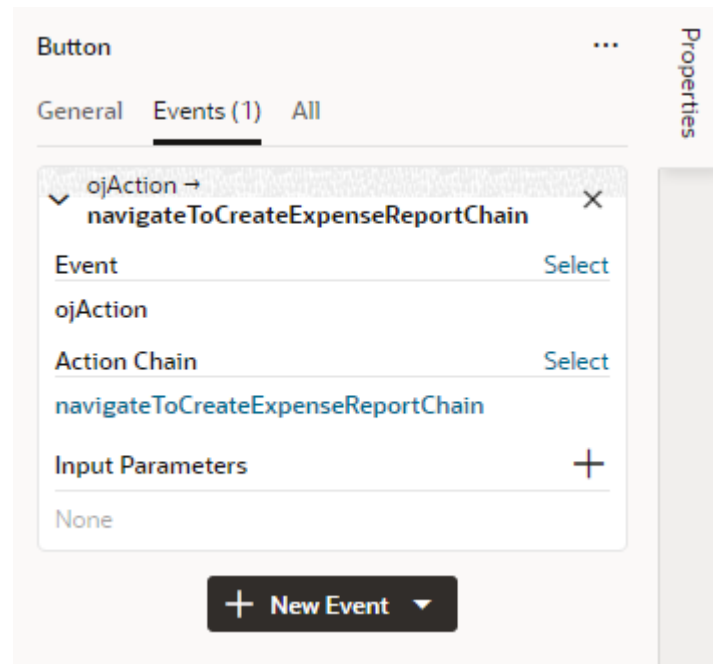 Button
...
Properties
General Events (1) All
ojAction →
navigateToCreateExpenseReportChain
Event Select
ojAction
Action Chain Select
navigateToCreateExpenseReportChain
Input Parameters
None
New Event